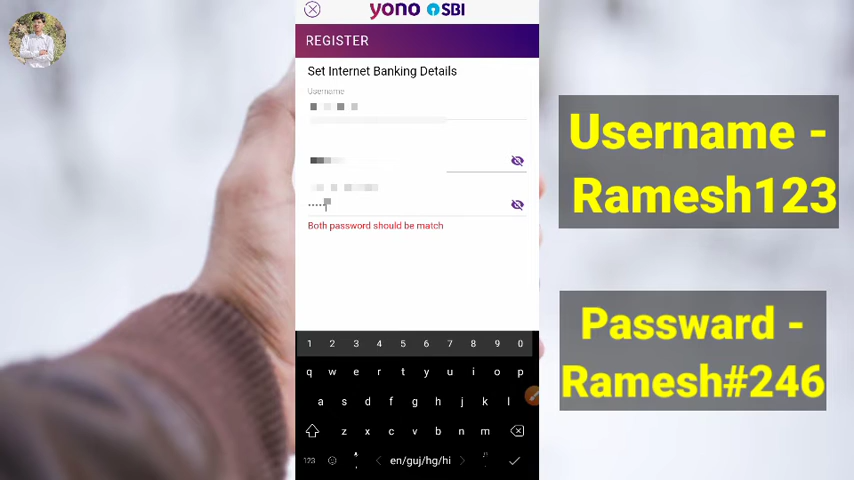 yono SBI
REGISTER
Set Internet Banking Details
Username
Both password should be match
1 2 3 4 5 6 7 8 9 0
q w e r t y u i o p
a s d f g h j k l
z x c v b n m
123 en/guj/hg/hi
Username -
Ramesh123
Passward -
Ramesh#246